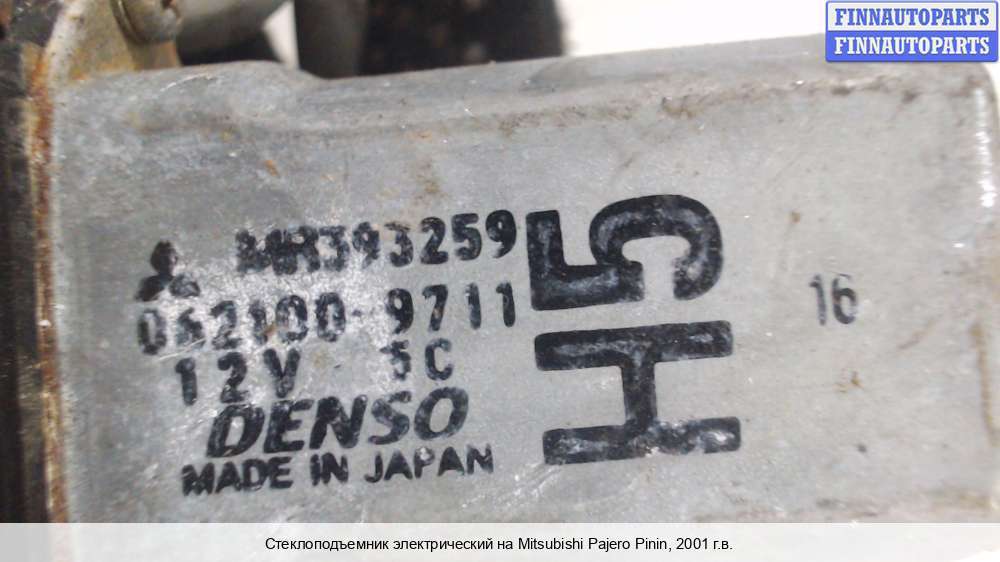 FINNAUTOPARTS
FINNAUTOPARTS
MR393259
062100-9711
12V 5C
DENSO
MADE IN JAPAN
H5
16
Стеклоподъемник электрический на Mitsubishi Pajero Pinin, 2001 г.в.